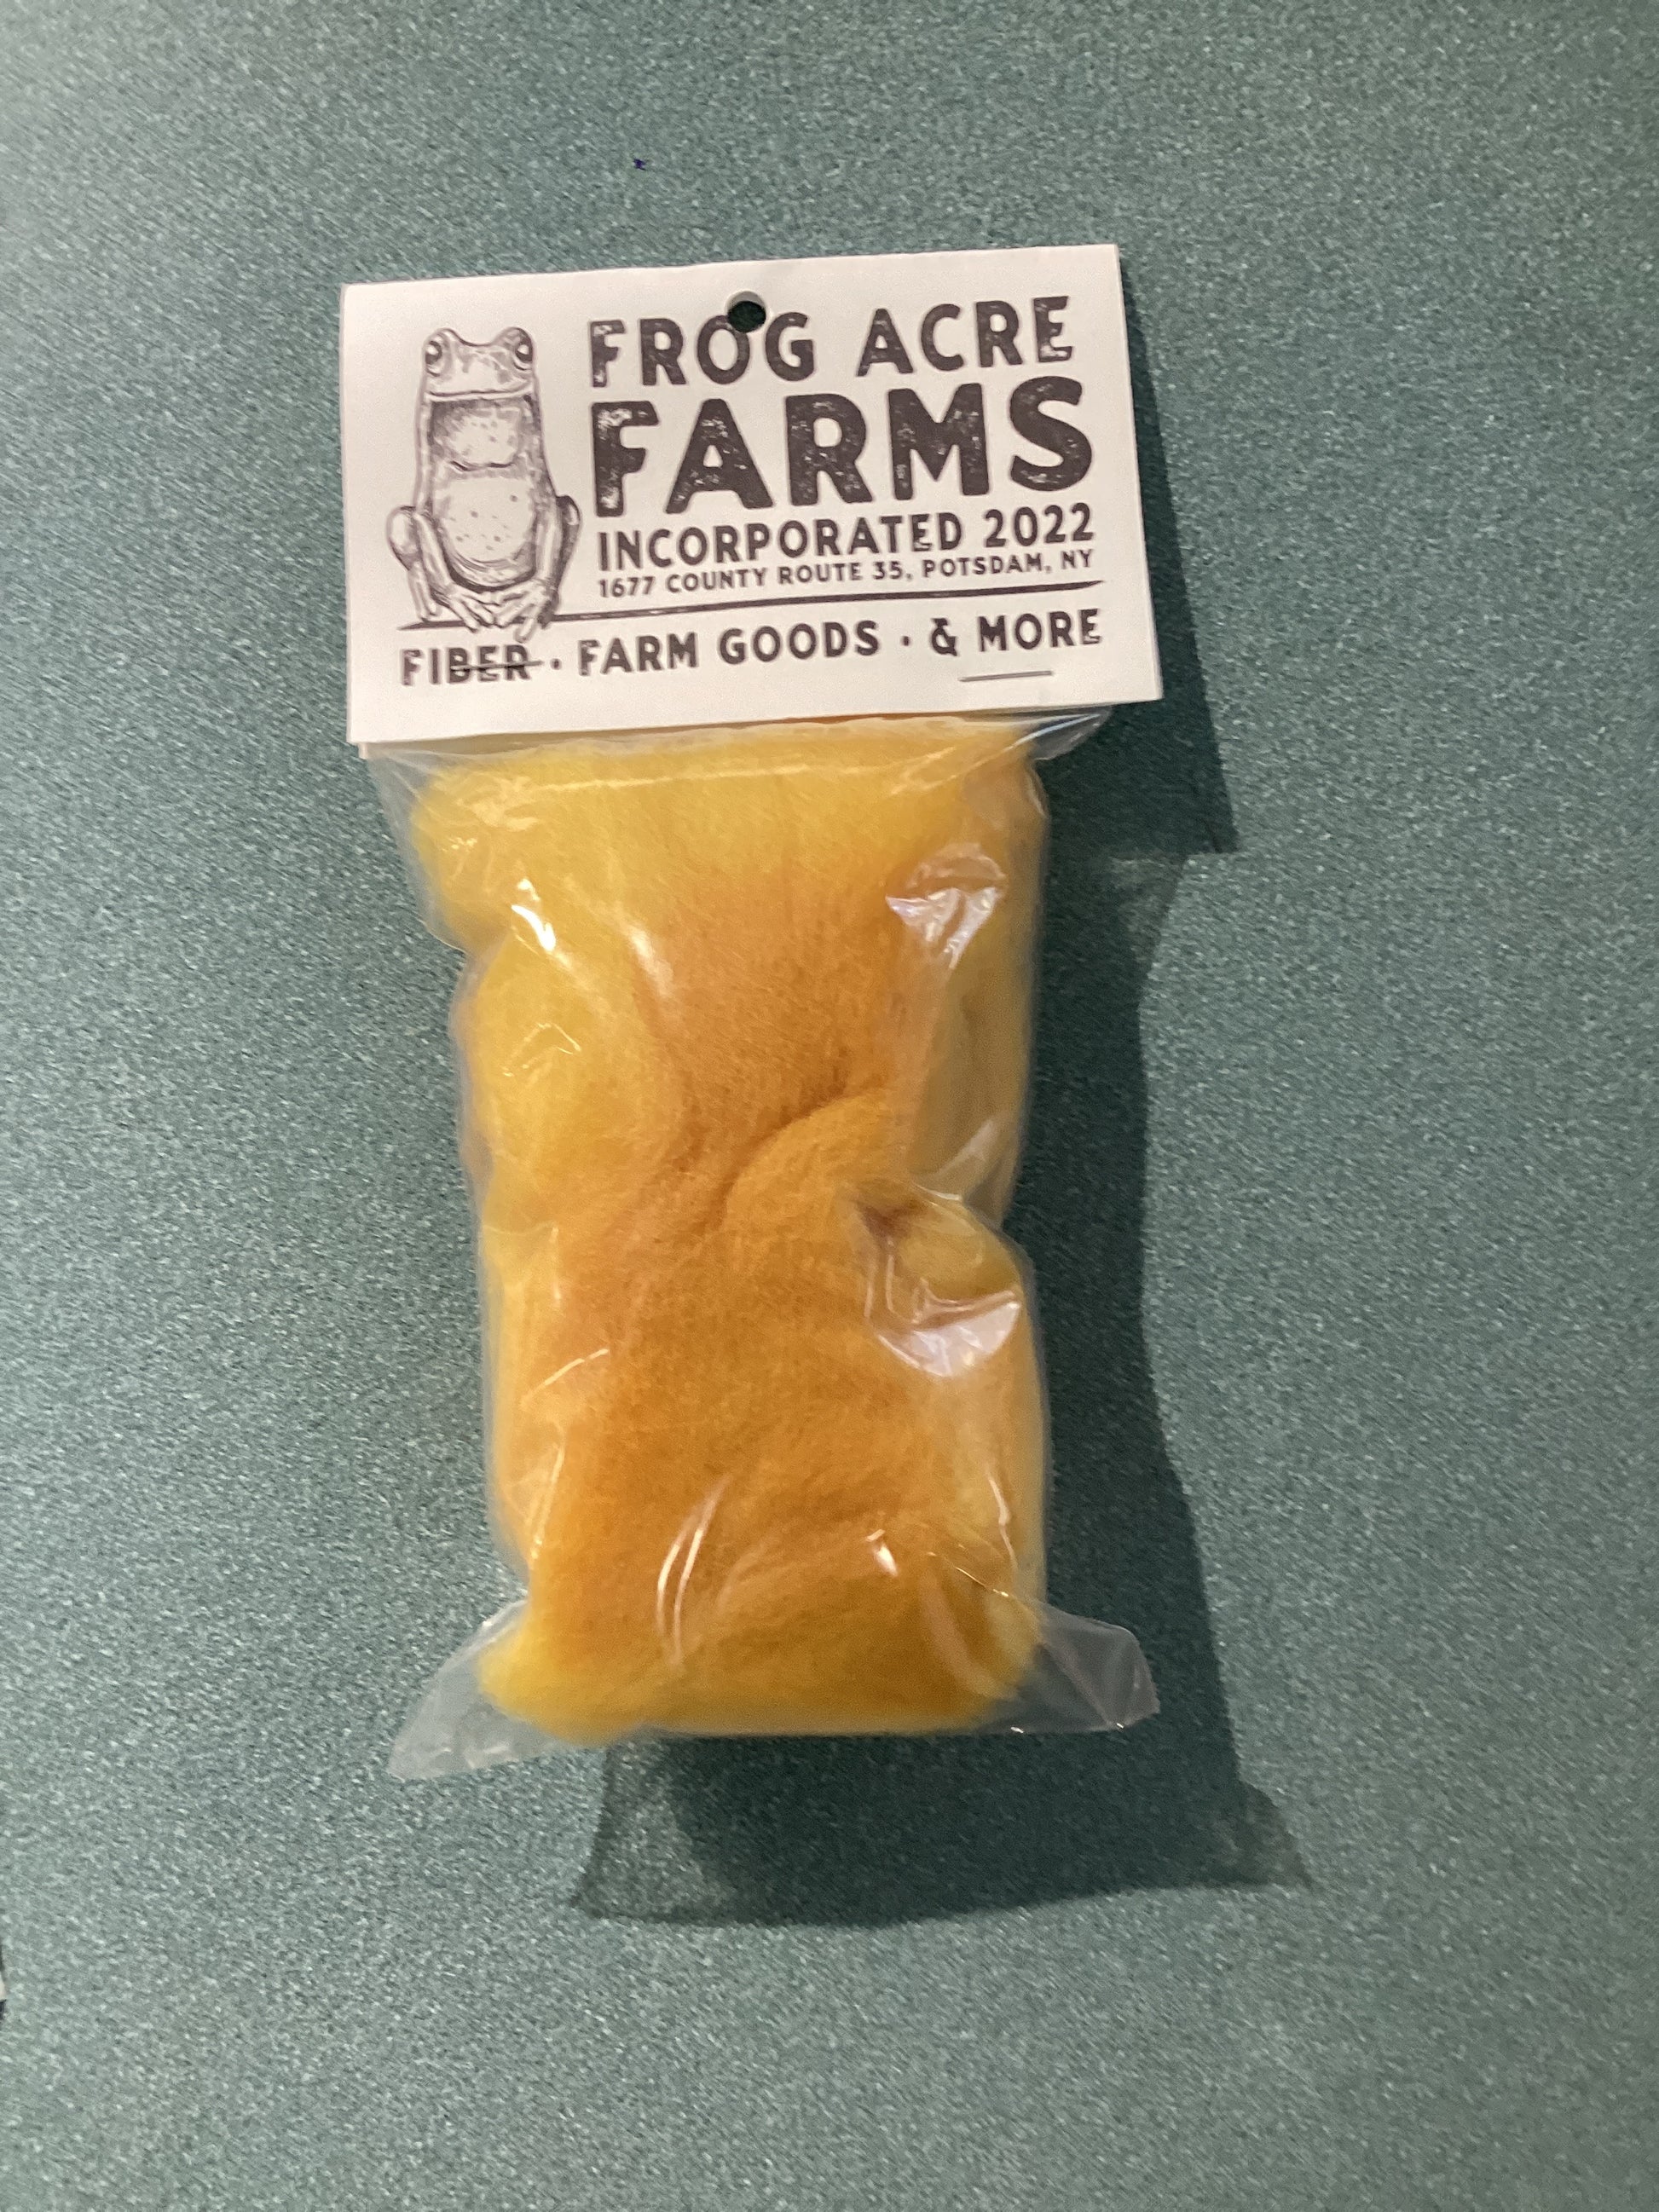 FROG ACRE
FARMS
INCORPORATED 2022
1677 COUNTY ROUTE 35, POTSDAM, NY
FIBER · FARM GOODS · & MORE